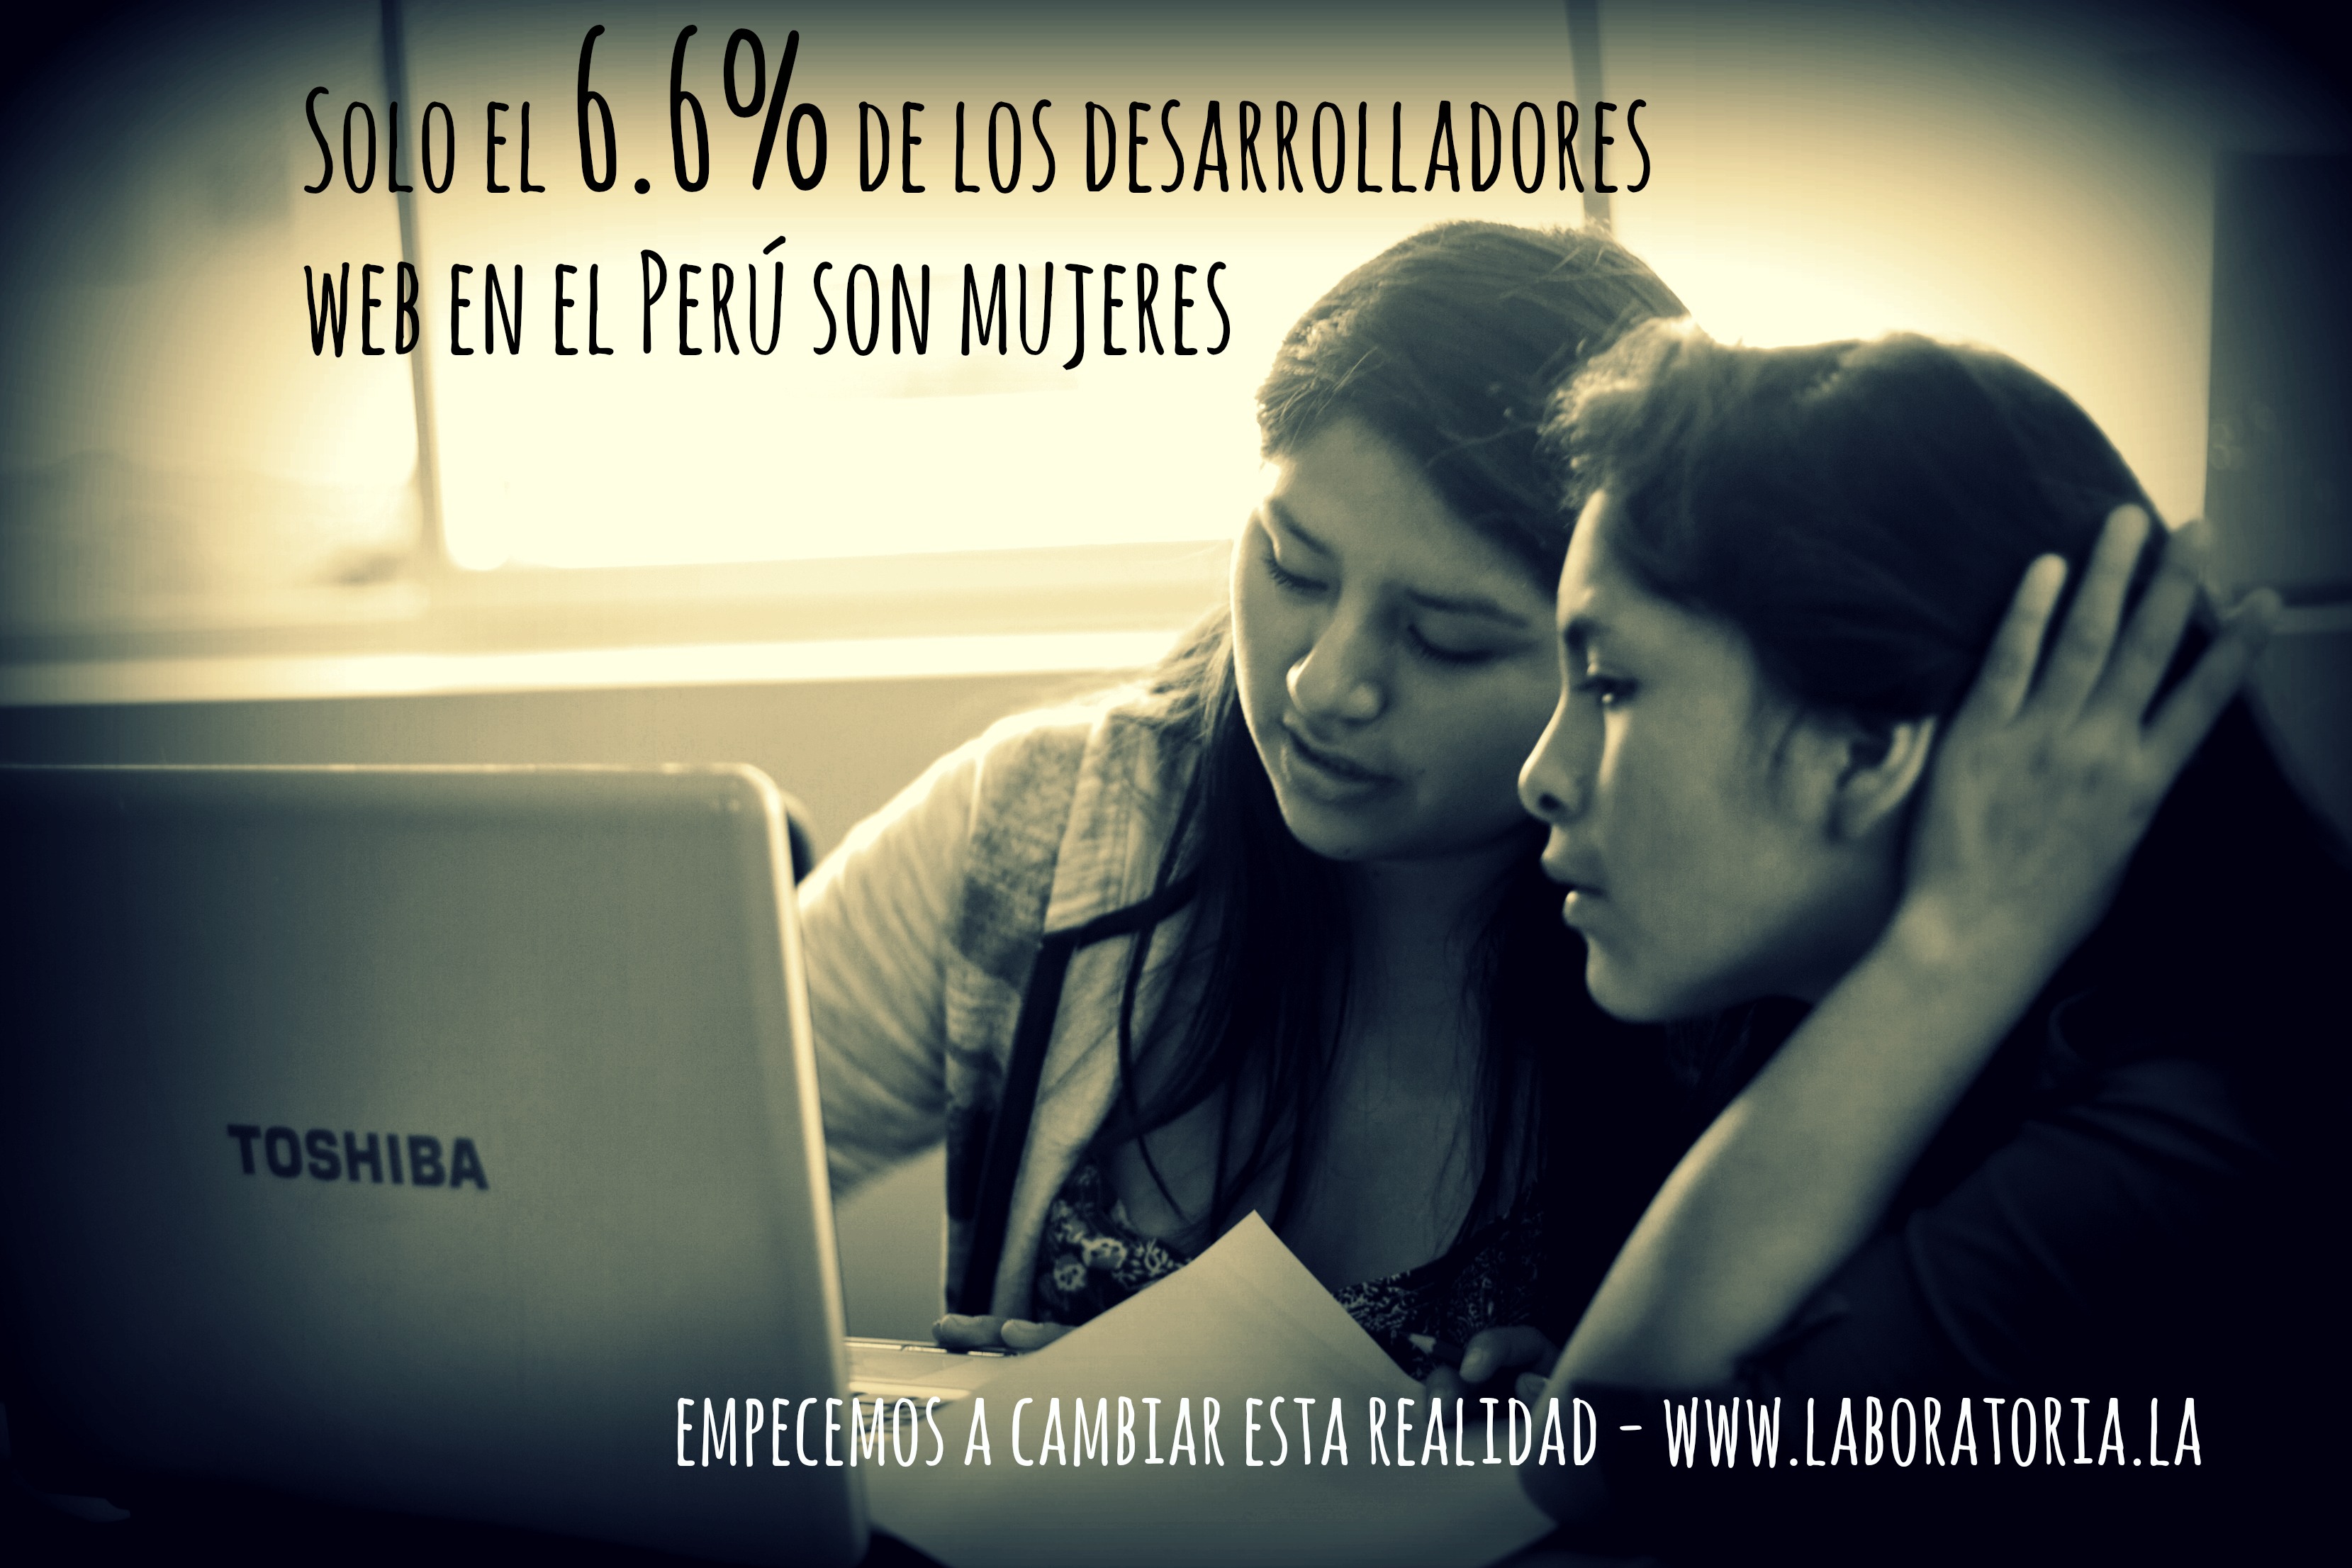 Solo el 6.6% de los desarrolladores
web en el Perú son mujeres
TOSHIBA
empecemos a cambiar esta realidad - www.laboratoria.la